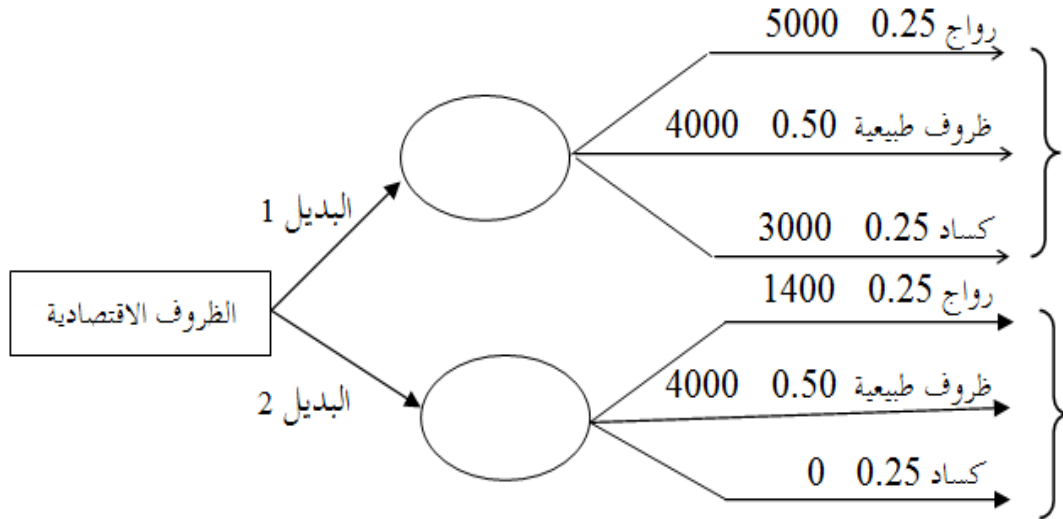 رواج 0.25 5000
ظروف طبيعية 0.50 4000
البديل 1
كساد 0.25 3000
رواج 0.25 1400
الظروف الاقتصادية
ظروف طبيعية 0.50 4000
البديل 2
كساد 0.25 0